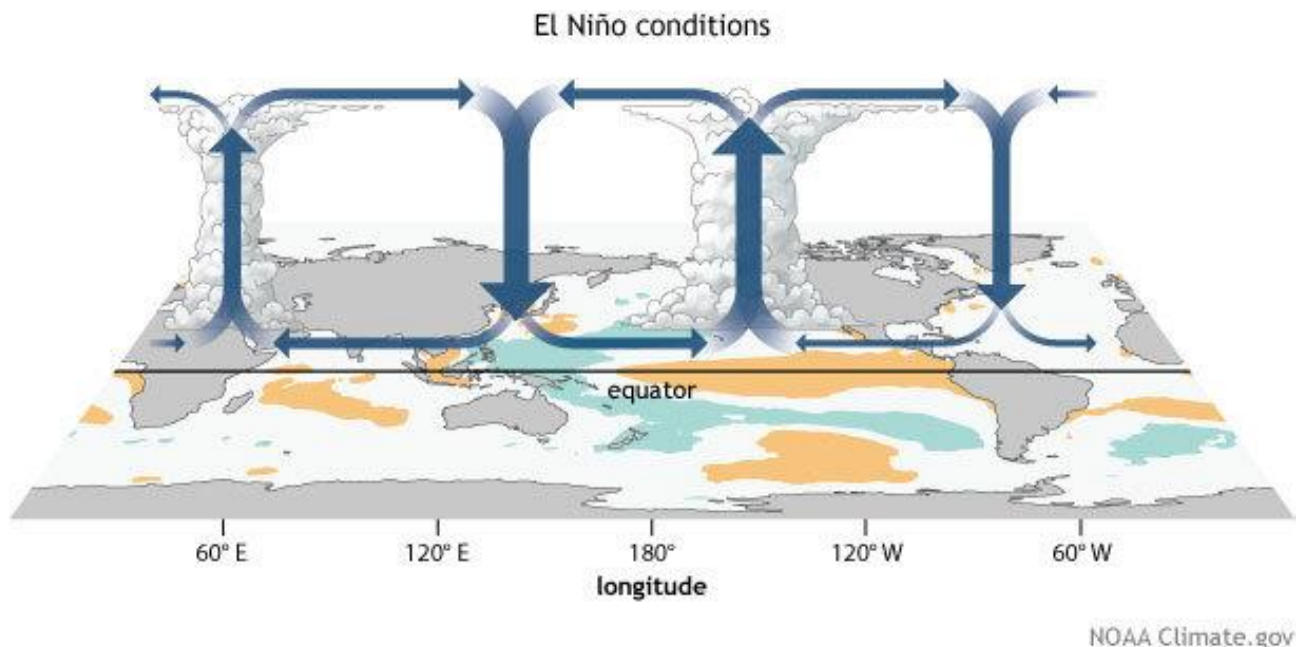 El Niño conditions
equator
60° E 120° E 180° 120° W 60° W
longitude
NOAA Climate.gov